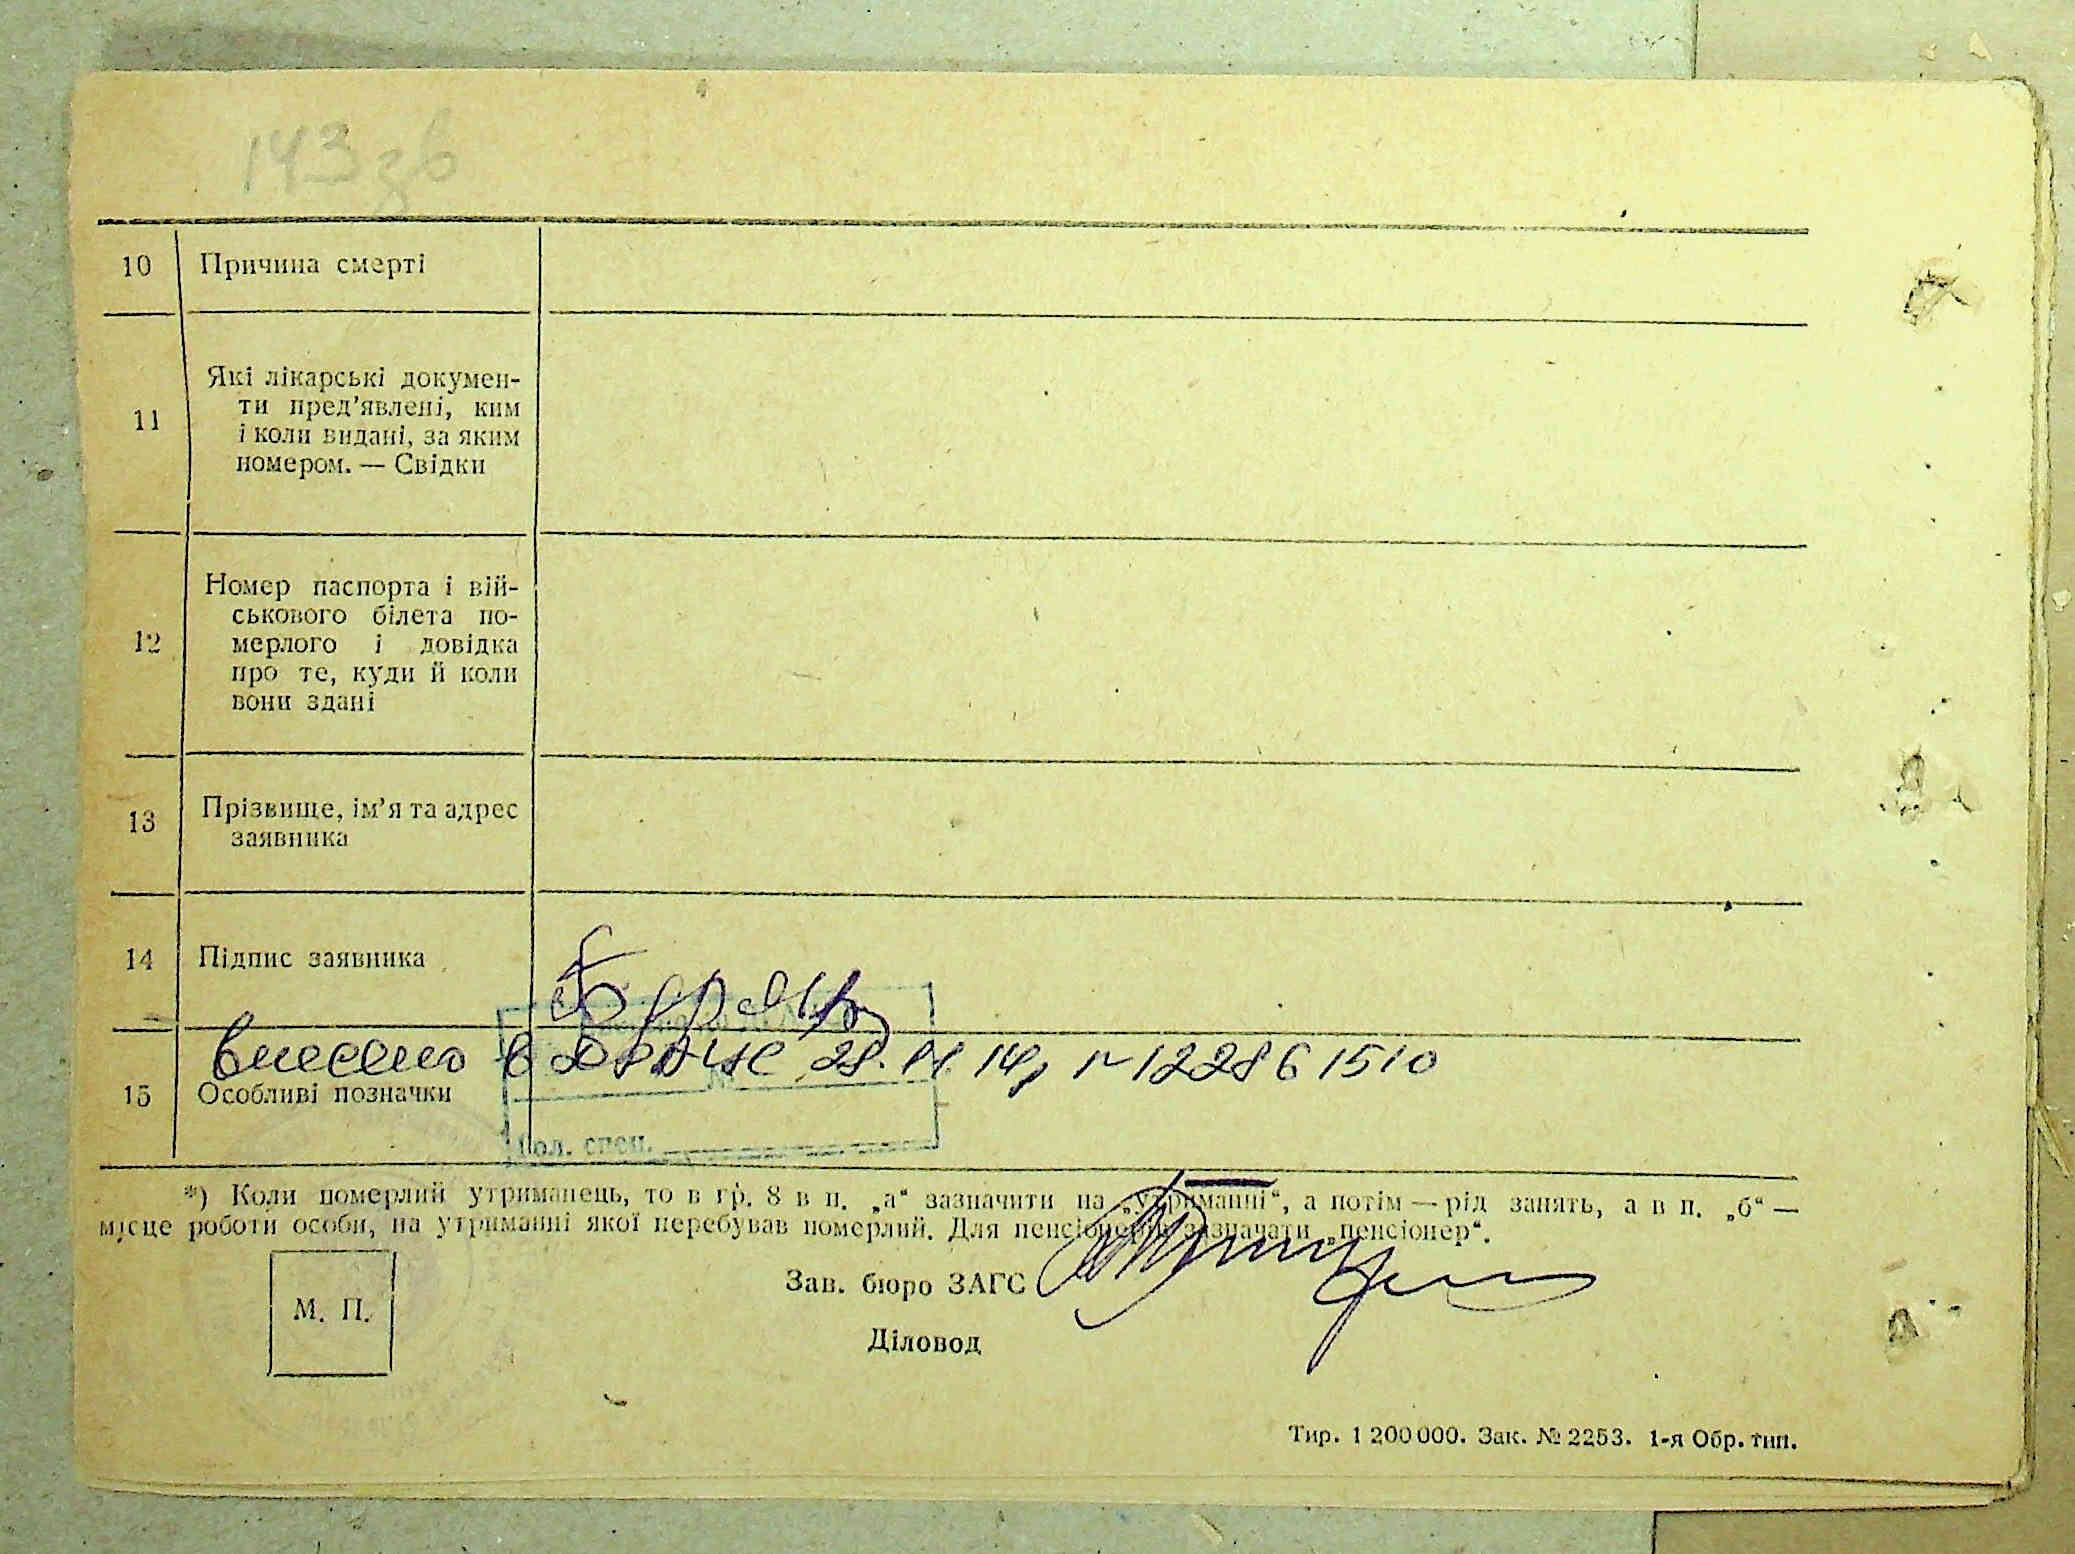 143 зв
10 Причина смерті
11 Які лікарські докумен-
ти пред’явлені, ким
і коли видані, за яким
номером. — Свідки
12 Номер паспорта і вій-
ськового білета по-
мерлого і довідка
про те, куди й коли
вони здані
13 Прізвище, ім’я та адрес
заявника
14 Підпис заявника
внесено в ДРАЦС 28. 11. 14р №122861510
15 Особливі позначки
Пол. спец.
*) Коли померлий утриманець, то в гр. 8 в п. „а“ зазначити на „утриманні“, а потім — рід занять, а в п. „б“ —
місце роботи особи, на утриманні якої перебував померлий. Для пенсіонерів зазначати „пенсіонер“.
Зав. бюро ЗАГС
М. П.
Діловод
Тир. 1 200 000. Зак. № 2253. 1-я Обр. тип.